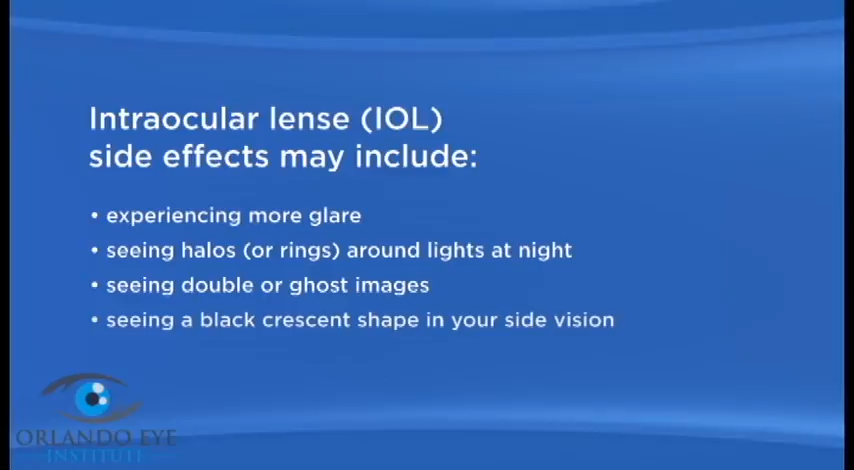 Intraocular lense (IOL)
side effects may include:
• experiencing more glare
• seeing halos (or rings) around lights at night
• seeing double or ghost images
• seeing a black crescent shape in your side vision
ORLANDO EYE
INSTITUTE